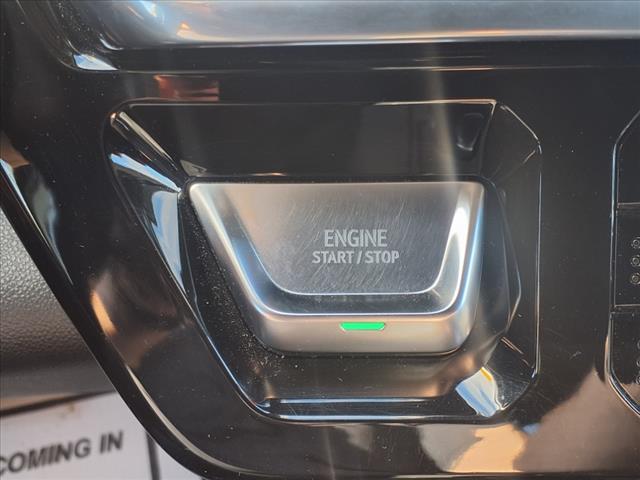 ENGINE
START / STOP
COMING IN